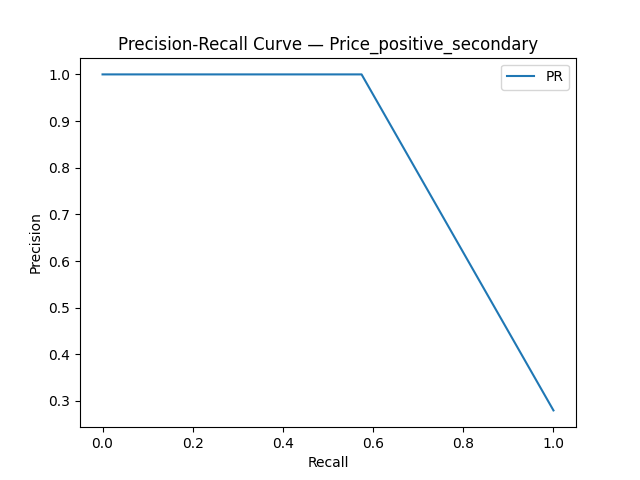 Precision-Recall Curve — Price_positive_secondary
PR
1.0
0.9
0.8
0.7
0.6
0.5
0.4
0.3
Precision
0.0 0.2 0.4 0.6 0.8 1.0
Recall